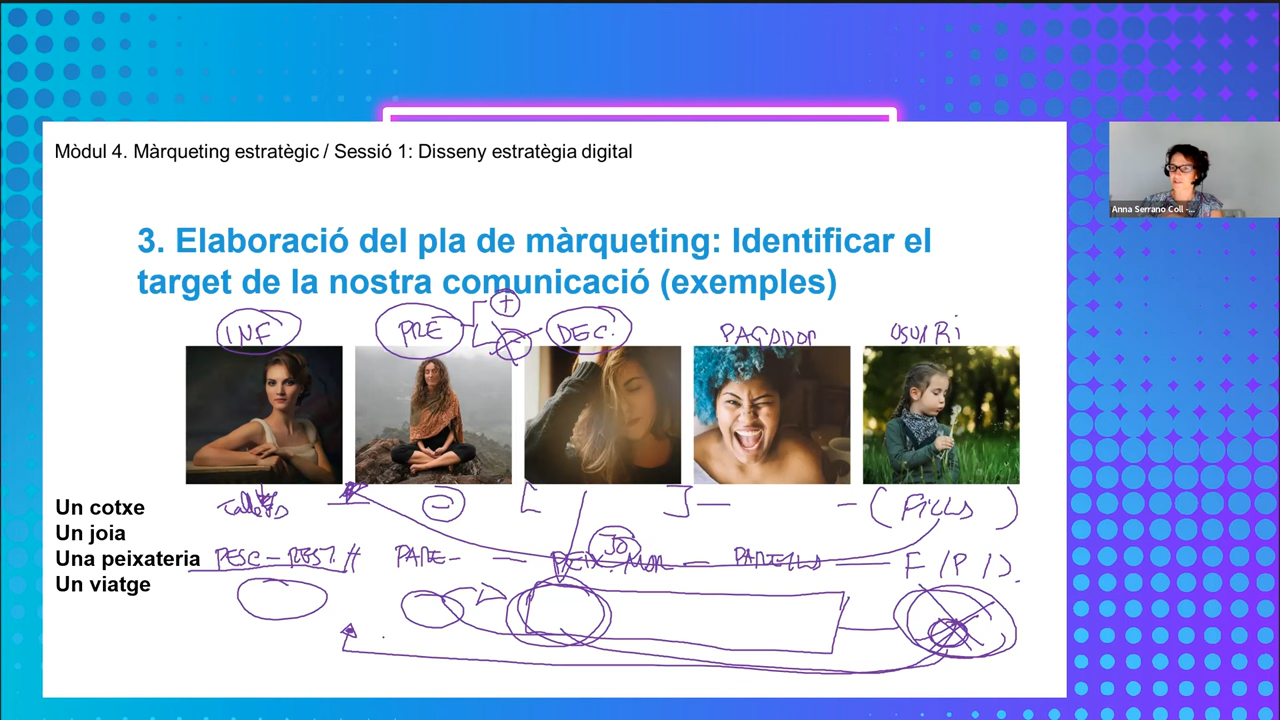 Mòdul 4. Màrqueting estratègic / Sessió 1: Disseny estratègia digital
Anna Serrano Coll -...
3. Elaboració del pla de màrqueting: Identificar el
target de la nostra comunicació (exemples)
INF PRE + DEC. PAGADOR USUARI
Un cotxe
FILLS
Un joia
Una peixateria PESC - REST. JO F / P /
Un viatge